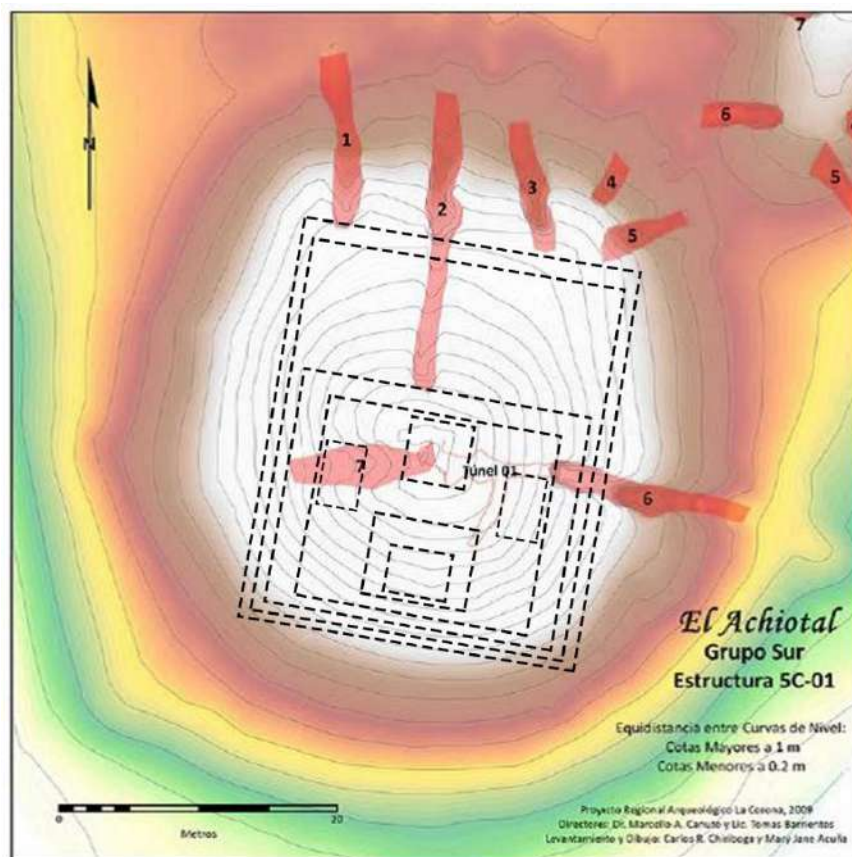 7
6
1
3
4
5
2
5
N
Túnel 01
7
6
El Achiotal
Grupo Sur
Estructura 5C-01
Equidistancia entre Curvas de Nivel:
Cotas Mayores a 1 m
Cotas Menores a 0.2 m
0
20
Metros
Proyecto Regional Arqueológico La Corona, 2009
Directores: Dr. Marcello A. Canuto y Lic. Tomas Barrientos
Levantamiento y Dibujo: Carlos R. Chiriboga y Mary Jane Acuña